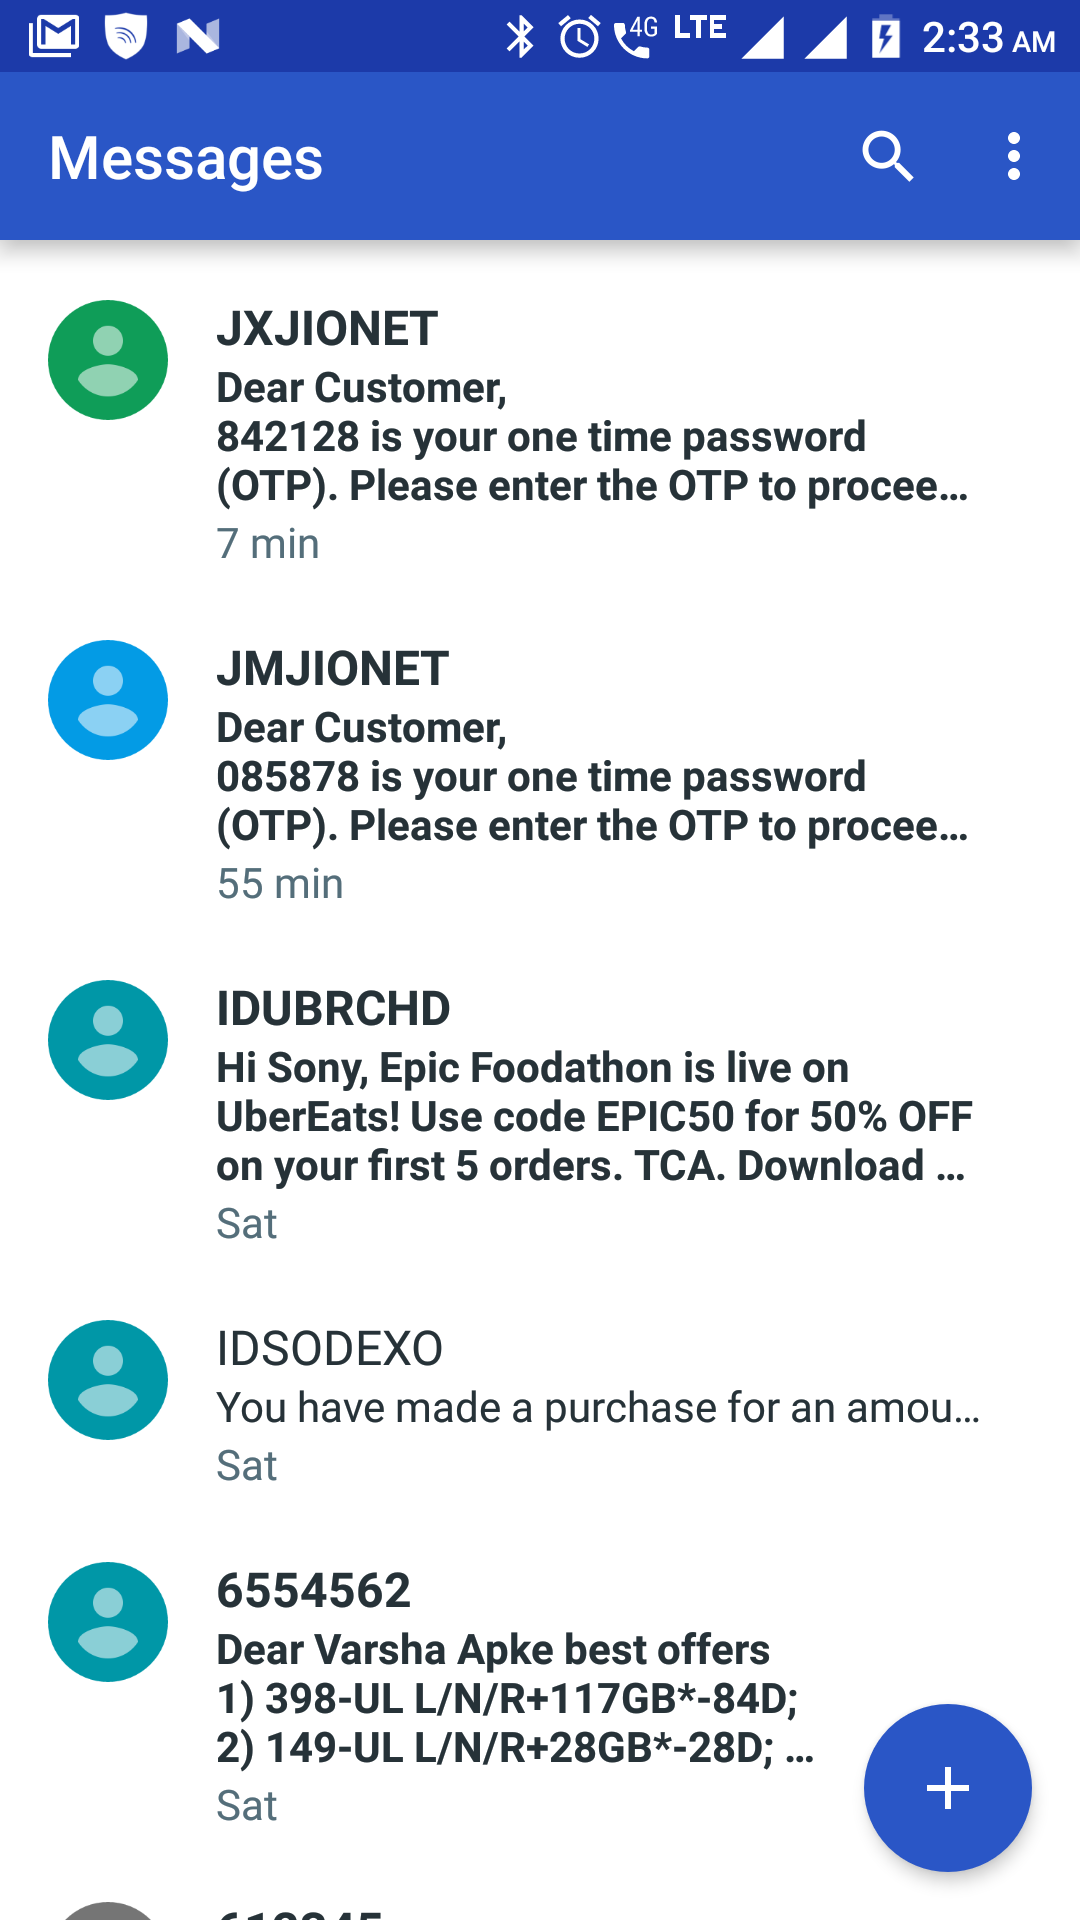 4G LTE 2:33 AM
Messages
JXJIONET
Dear Customer,
842128 is your one time password
(OTP). Please enter the OTP to procee...
7 min
JMJIONET
Dear Customer,
085878 is your one time password
(OTP). Please enter the OTP to procee...
55 min
IDUBRCHD
Hi Sony, Epic Foodathon is live on
UberEats! Use code EPIC50 for 50% OFF
on your first 5 orders. TCA. Download ...
Sat
IDSODEXO
You have made a purchase for an amou...
Sat
6554562
Dear Varsha Apke best offers
1) 398-UL L/N/R+117GB*-84D;
2) 149-UL L/N/R+28GB*-28D; ...
Sat